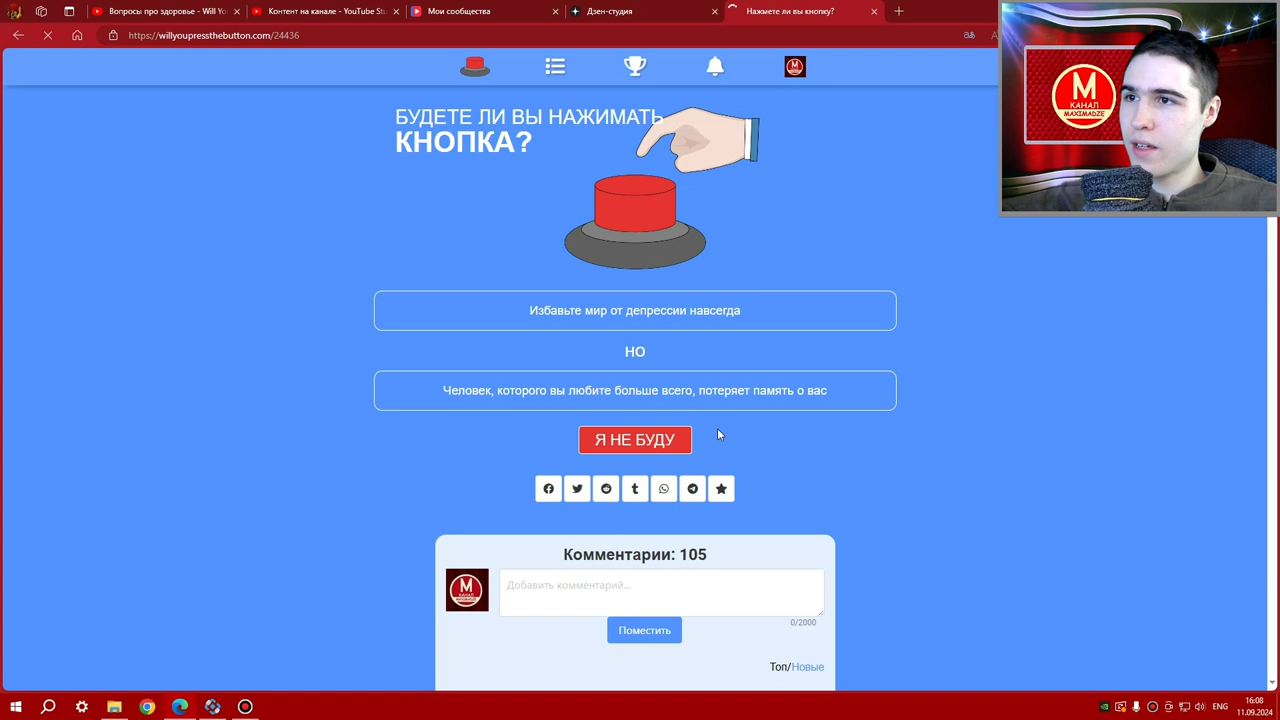 Вопросы про здоровье - Will Yo
Контент на канале - YouTube Stu
Мои сообщества
Дзен-студия
Нажмете ли вы кнопку?
https://willyoupressthebutton.com/24436
М
КАНАЛ
MAXIMADZE
БУДЕТЕ ЛИ ВЫ НАЖИМАТЬ
КНОПКА?
Избавьте мир от депрессии навсегда
НО
Человек, которого вы любите больше всего, потеряет память о вас
Я НЕ БУДУ
Комментарии: 105
Добавить комментарий...
0/2000
Поместить
Топ/Новые
ENG
16:08
11.09.2024